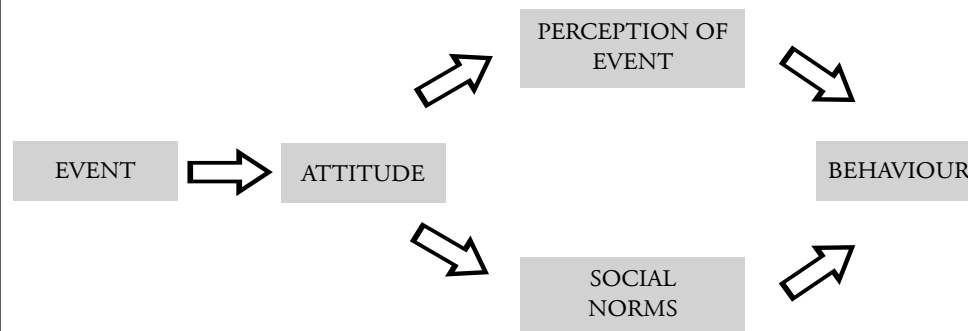 PERCEPTION OF
EVENT
EVENT
ATTITUDE
BEHAVIOUR
SOCIAL
NORMS